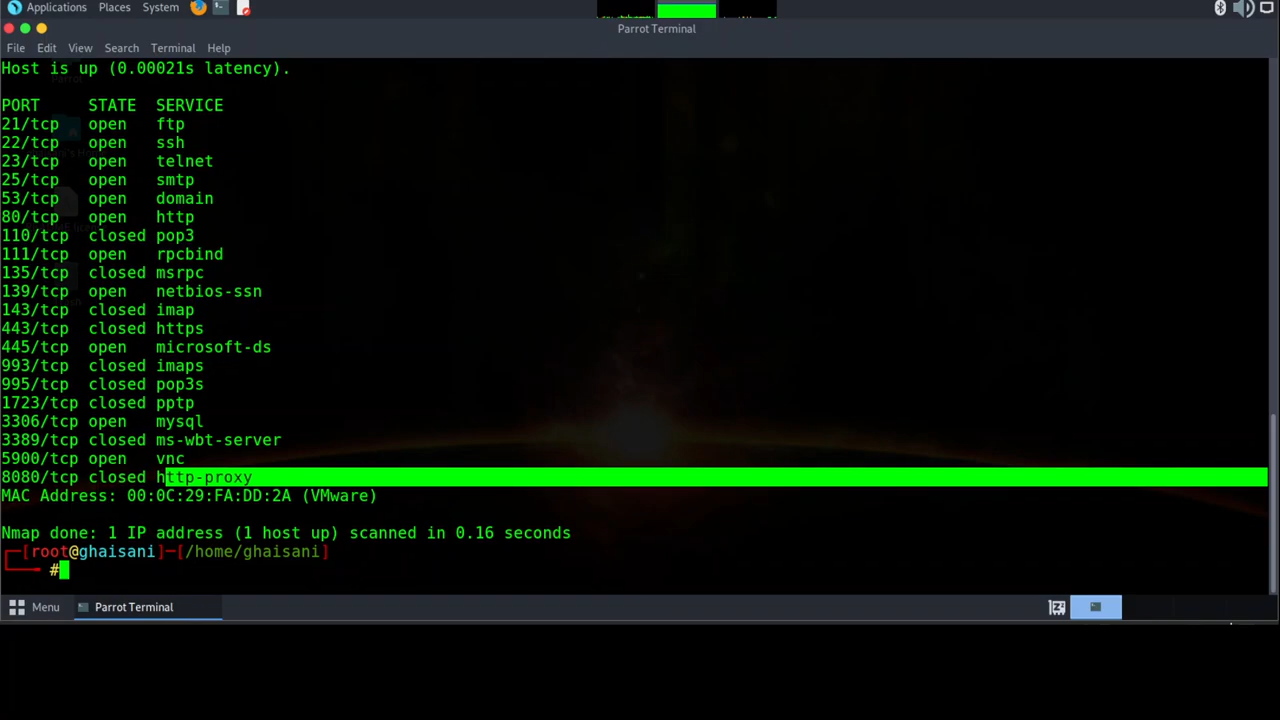 Applications Places System
Parrot Terminal
File Edit View Search Terminal Help
Host is up (0.00021s latency).
PORT STATE SERVICE
21/tcp open ftp
22/tcp open ssh
23/tcp open telnet
25/tcp open smtp
53/tcp open domain
80/tcp open http
110/tcp closed pop3
111/tcp open rpcbind
135/tcp closed msrpc
139/tcp open netbios-ssn
143/tcp closed imap
443/tcp closed https
445/tcp open microsoft-ds
993/tcp closed imaps
995/tcp closed pop3s
1723/tcp closed pptp
3306/tcp open mysql
3389/tcp closed ms-wbt-server
5900/tcp open vnc
8080/tcp closed http-proxy
MAC Address: 00:0C:29:FA:DD:2A (VMware)
Nmap done: 1 IP address (1 host up) scanned in 0.16 seconds
┌─[root@ghaisani]─[/home/ghaisani]
└──╼ #
Menu Parrot Terminal